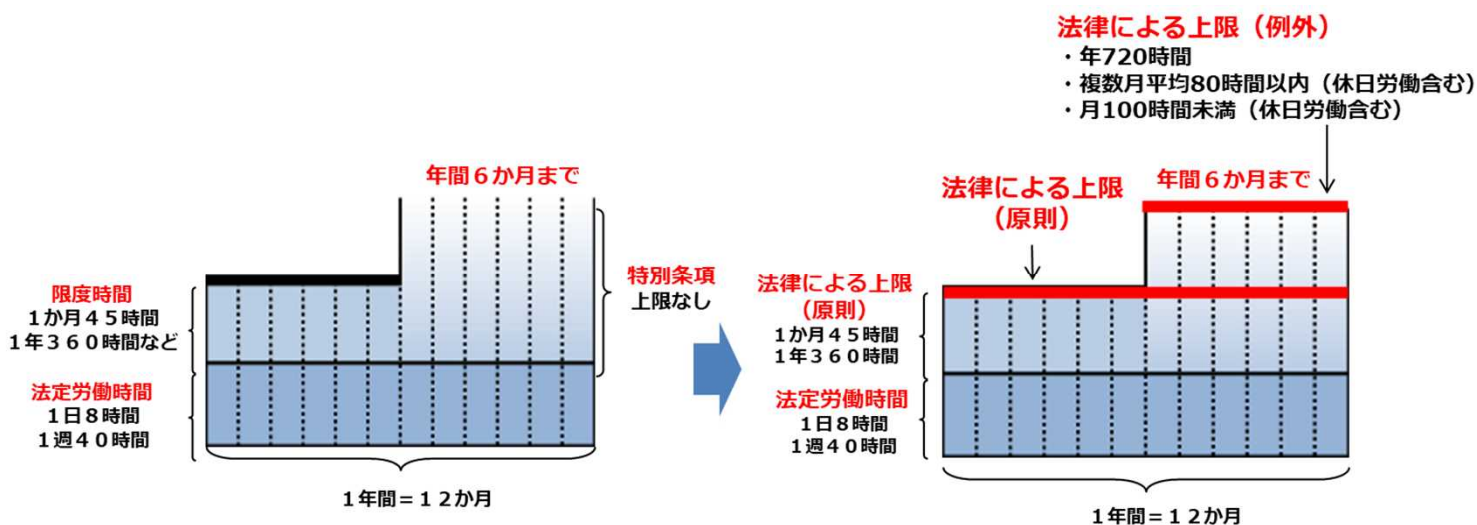 年間６か月まで
限度時間
１か月４５時間
１年３６０時間など
特別条項
上限なし
法定労働時間
１日８時間
１週４０時間
１年間＝１２か月
法律による上限（例外）
・年720時間
・複数月平均80時間以内（休日労働含む）
・月100時間未満（休日労働含む）
法律による上限
（原則）
年間６か月まで
法律による上限
（原則）
１か月４５時間
１年３６０時間
法定労働時間
１日８時間
１週４０時間
１年間＝１２か月